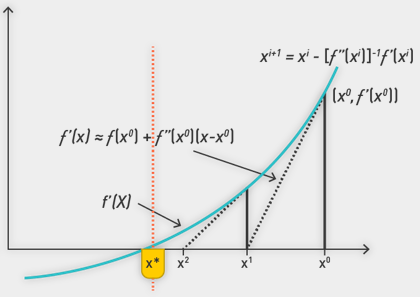 xⁱ⁺¹ = xⁱ - [f"(xⁱ)]⁻¹f'(xⁱ)
(x⁰, f'(x⁰))
f'(x) ≈ f(x⁰) + f"(x⁰)(x-x⁰)
f'(X)
x* x² x¹ x⁰